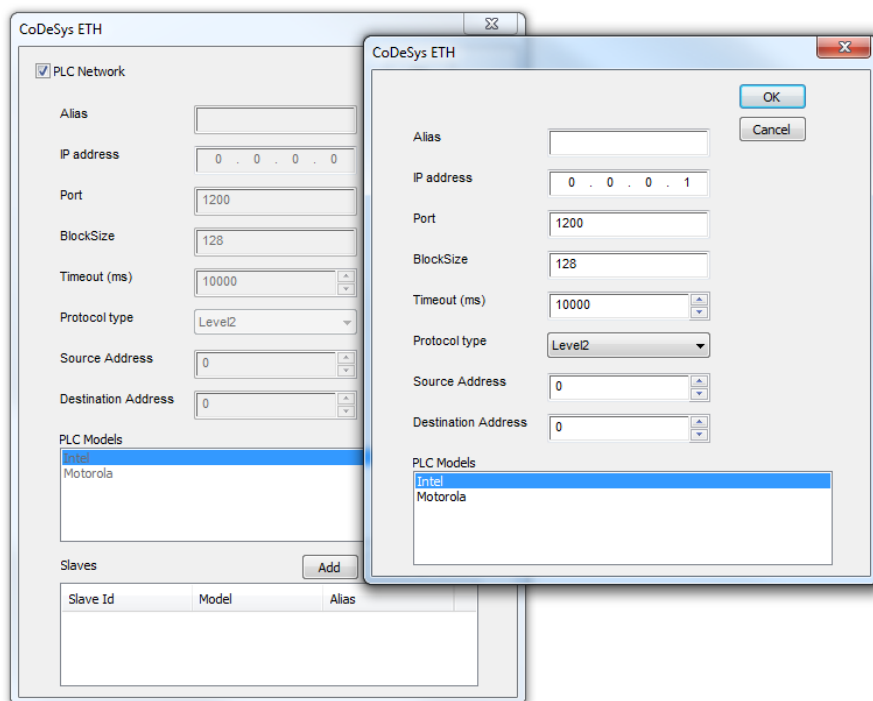 CoDeSys ETH
PLC Network
Alias
IP address 0 . 0 . 0 . 0
Port 1200
BlockSize 128
Timeout (ms) 10000
Protocol type Level2
Source Address 0
Destination Address 0
PLC Models
Intel
Motorola
Slaves Add
Slave Id Model Alias
CoDeSys ETH
OK
Cancel
Alias
IP address 0 . 0 . 0 . 1
Port 1200
BlockSize 128
Timeout (ms) 10000
Protocol type Level2
Source Address 0
Destination Address 0
PLC Models
Intel
Motorola